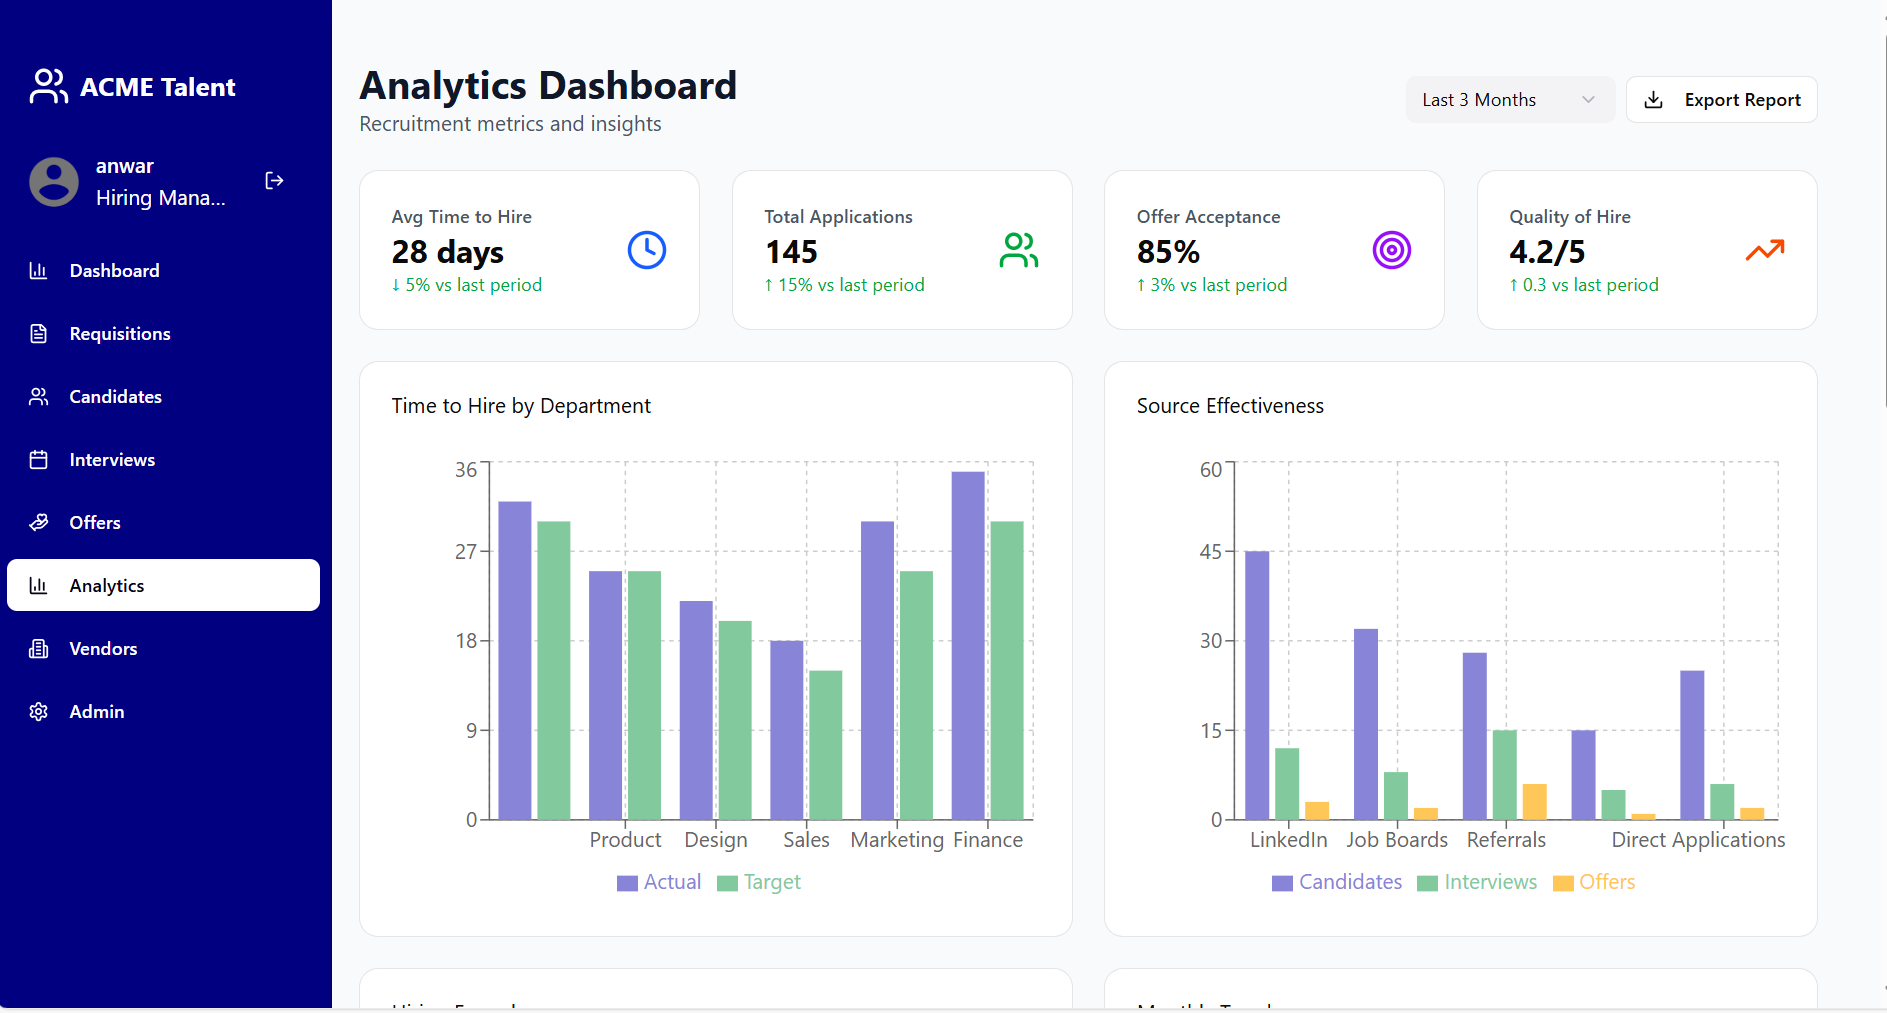 ACME Talent
anwar
Hiring Mana...
Dashboard
Requisitions
Candidates
Interviews
Offers
Analytics
Vendors
Admin
Analytics Dashboard
Recruitment metrics and insights
Last 3 Months
Export Report
Avg Time to Hire
28 days
↓ 5% vs last period
Total Applications
145
↑ 15% vs last period
Offer Acceptance
85%
↑ 3% vs last period
Quality of Hire
4.2/5
↑ 0.3 vs last period
Time to Hire by Department
36
27
18
9
0
Product Design Sales Marketing Finance
Actual Target
Source Effectiveness
60
45
30
15
0
LinkedIn Job Boards Referrals Direct Applications
Candidates Interviews Offers